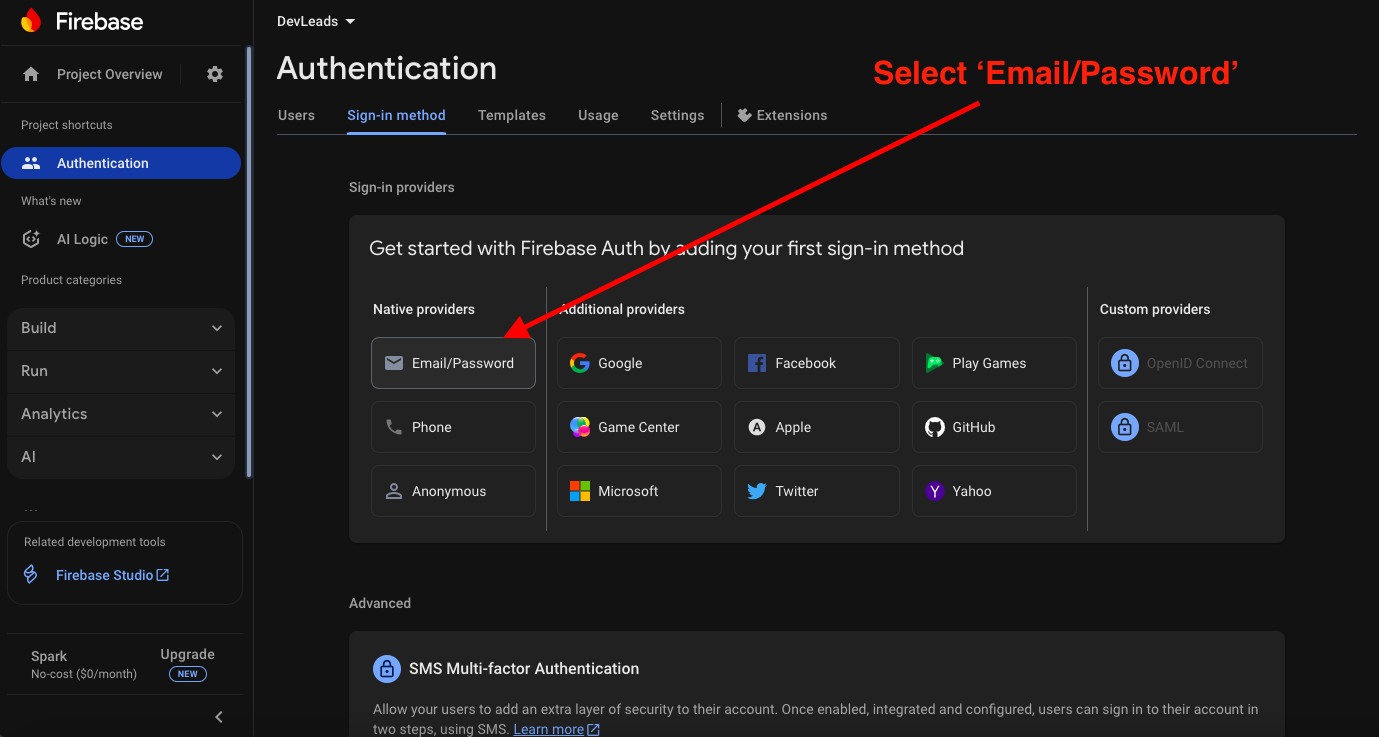 Firebase
Project Overview
Project shortcuts
Authentication
What's new
AI Logic NEW
Product categories
Build
Run
Analytics
AI
...
Related development tools
Firebase Studio
Spark
No-cost ($0/month)
Upgrade
NEW
DevLeads
Authentication
Select ‘Email/Password’
Users Sign-in method Templates Usage Settings Extensions
Sign-in providers
Get started with Firebase Auth by adding your first sign-in method
Native providers Additional providers Custom providers
Email/Password Google Facebook Play Games OpenID Connect
Phone Game Center Apple GitHub SAML
Anonymous Microsoft Twitter Yahoo
Advanced
SMS Multi-factor Authentication
Allow your users to add an extra layer of security to their account. Once enabled, integrated and configured, users can sign in to their account in
two steps, using SMS. Learn more